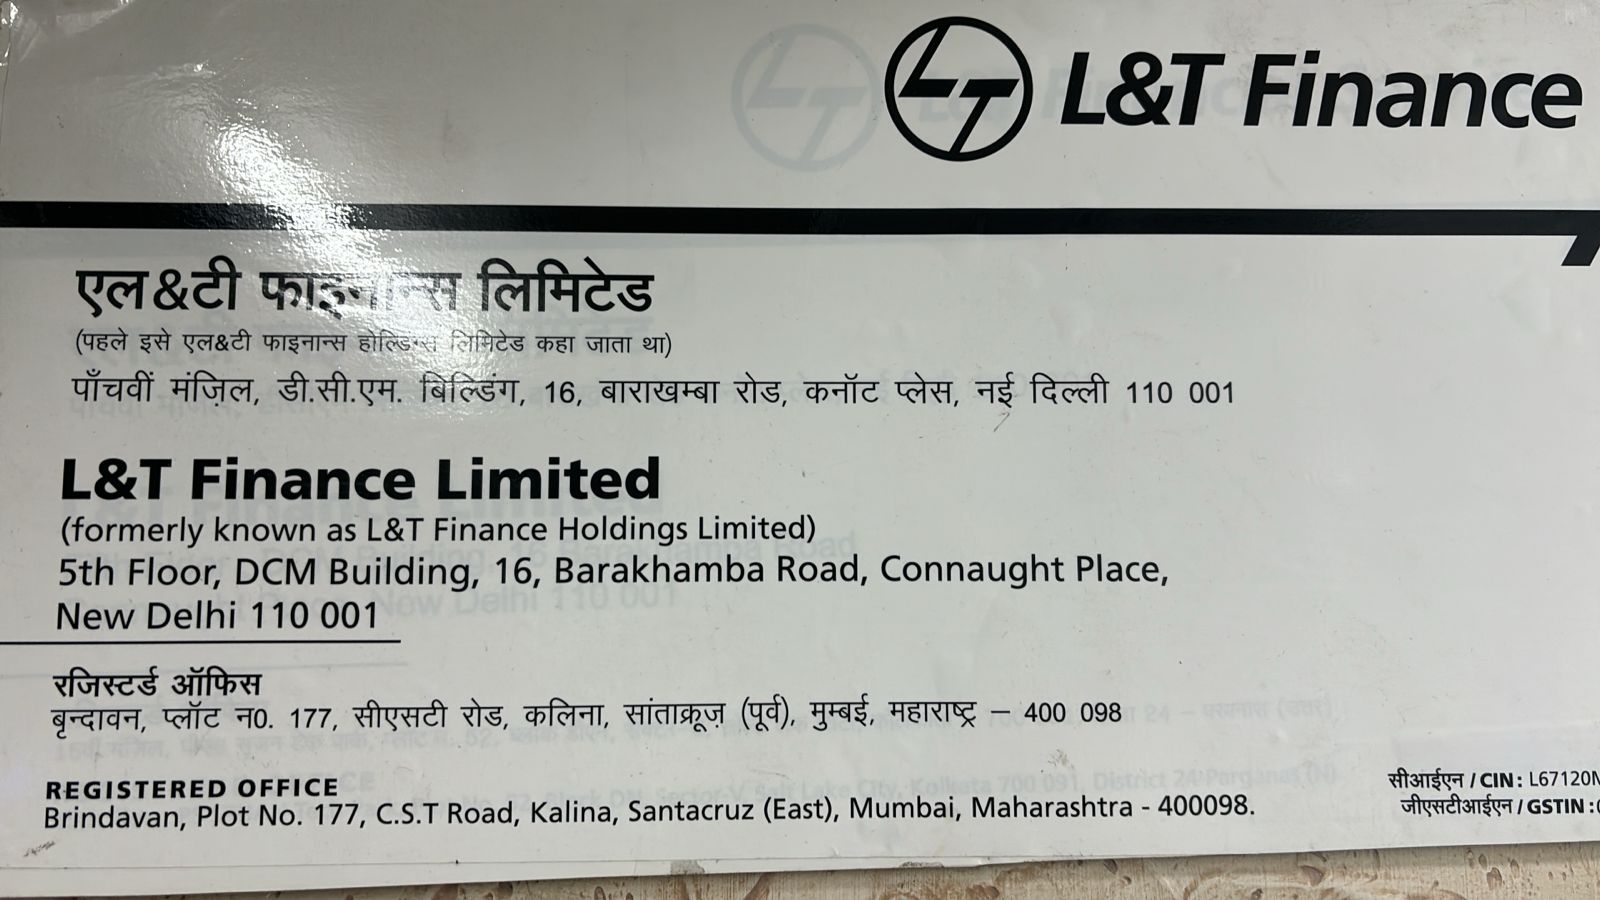 L&T Finance
एल&टी फाइनान्स लिमिटेड
(पहले इसे एल&टी फाइनान्स होल्डिंग्स लिमिटेड कहा जाता था)
पाँचवीं मंज़िल, डी.सी.एम. बिल्डिंग, 16, बाराखम्बा रोड, कनॉट प्लेस, नई दिल्ली 110 001
L&T Finance Limited
(formerly known as L&T Finance Holdings Limited)
5th Floor, DCM Building, 16, Barakhamba Road, Connaught Place,
New Delhi 110 001
रजिस्टर्ड ऑफिस
बृन्दावन, प्लॉट न0. 177, सीएसटी रोड, कलिना, सांताक्रूज़ (पूर्व), मुम्बई, महाराष्ट्र – 400 098
REGISTERED OFFICE
Brindavan, Plot No. 177, C.S.T Road, Kalina, Santacruz (East), Mumbai, Maharashtra - 400098.
सीआईएन / CIN: L67120
जीएसटीआईएन / GSTIN :